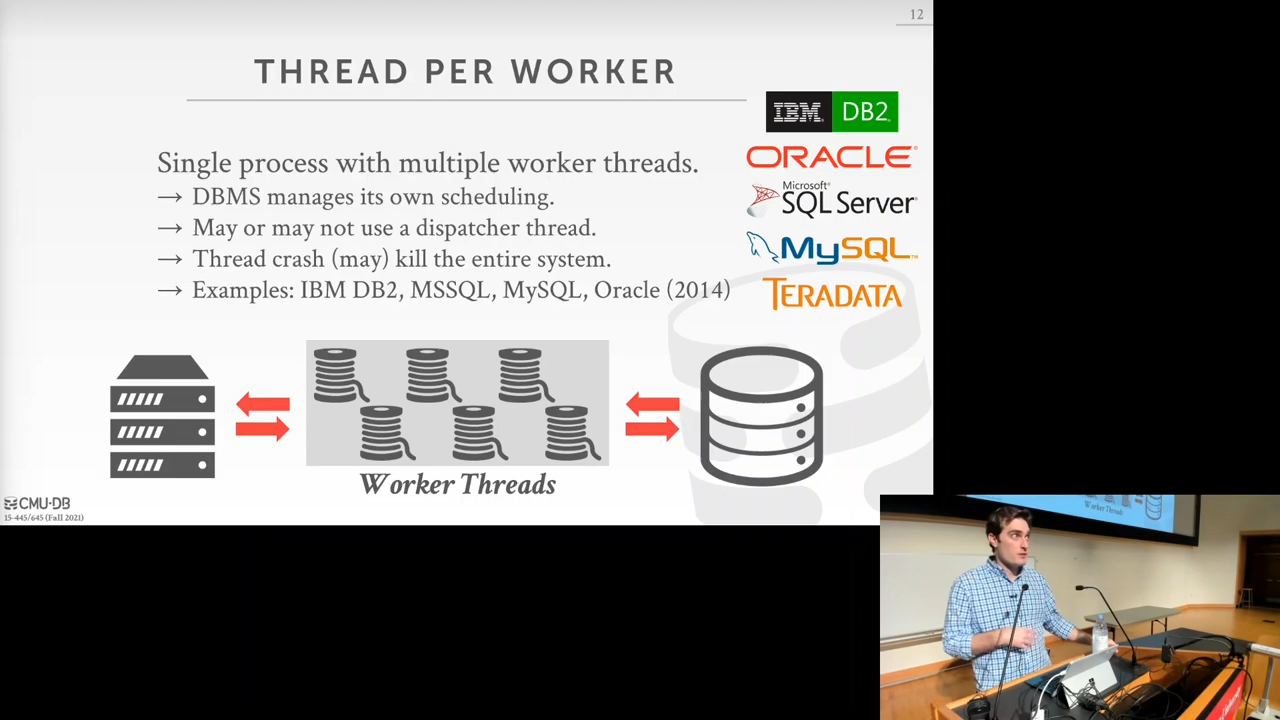 12
THREAD PER WORKER
IBM DB2
ORACLE
Microsoft
SQL Server
MySQL
TERADATA
Single process with multiple worker threads.
→ DBMS manages its own scheduling.
→ May or may not use a dispatcher thread.
→ Thread crash (may) kill the entire system.
→ Examples: IBM DB2, MSSQL, MySQL, Oracle (2014)
Worker Threads
CMU·DB
15-445/645 (Fall 2021)
Worker Threads